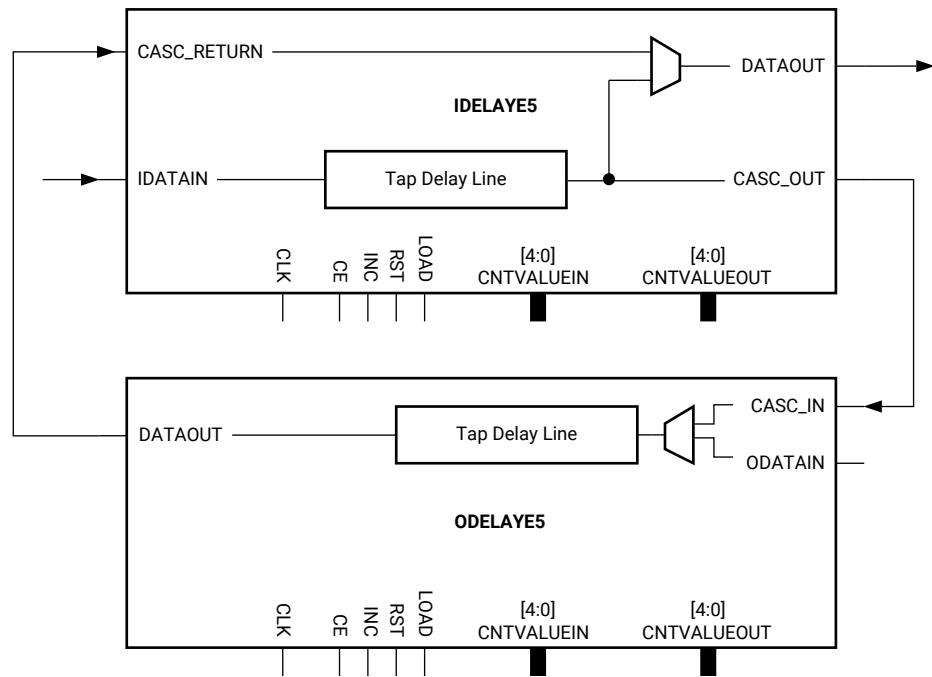 CASC_RETURN
DATAOUT
IDELAYE5
IDATAIN
Tap Delay Line
CASC_OUT
CLK
CE
INC
RST
LOAD
[4:0]
CNTVALUEIN
[4:0]
CNTVALUEOUT
CASC_IN
DATAOUT
Tap Delay Line
ODATAIN
ODELAYE5
CLK
CE
INC
RST
LOAD
[4:0]
CNTVALUEIN
[4:0]
CNTVALUEOUT